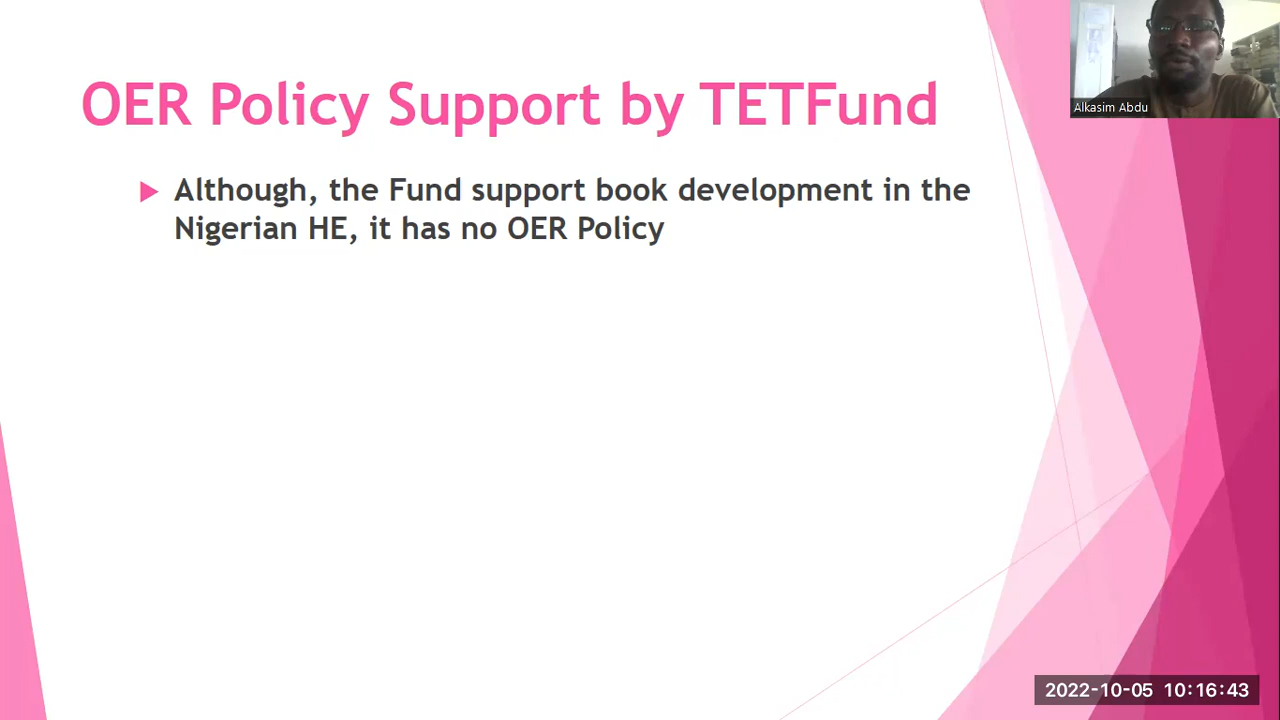 OER Policy Support by TETFund
Alkasim Abdu
Although, the Fund support book development in the
Nigerian HE, it has no OER Policy
2022-10-05 10:16:43